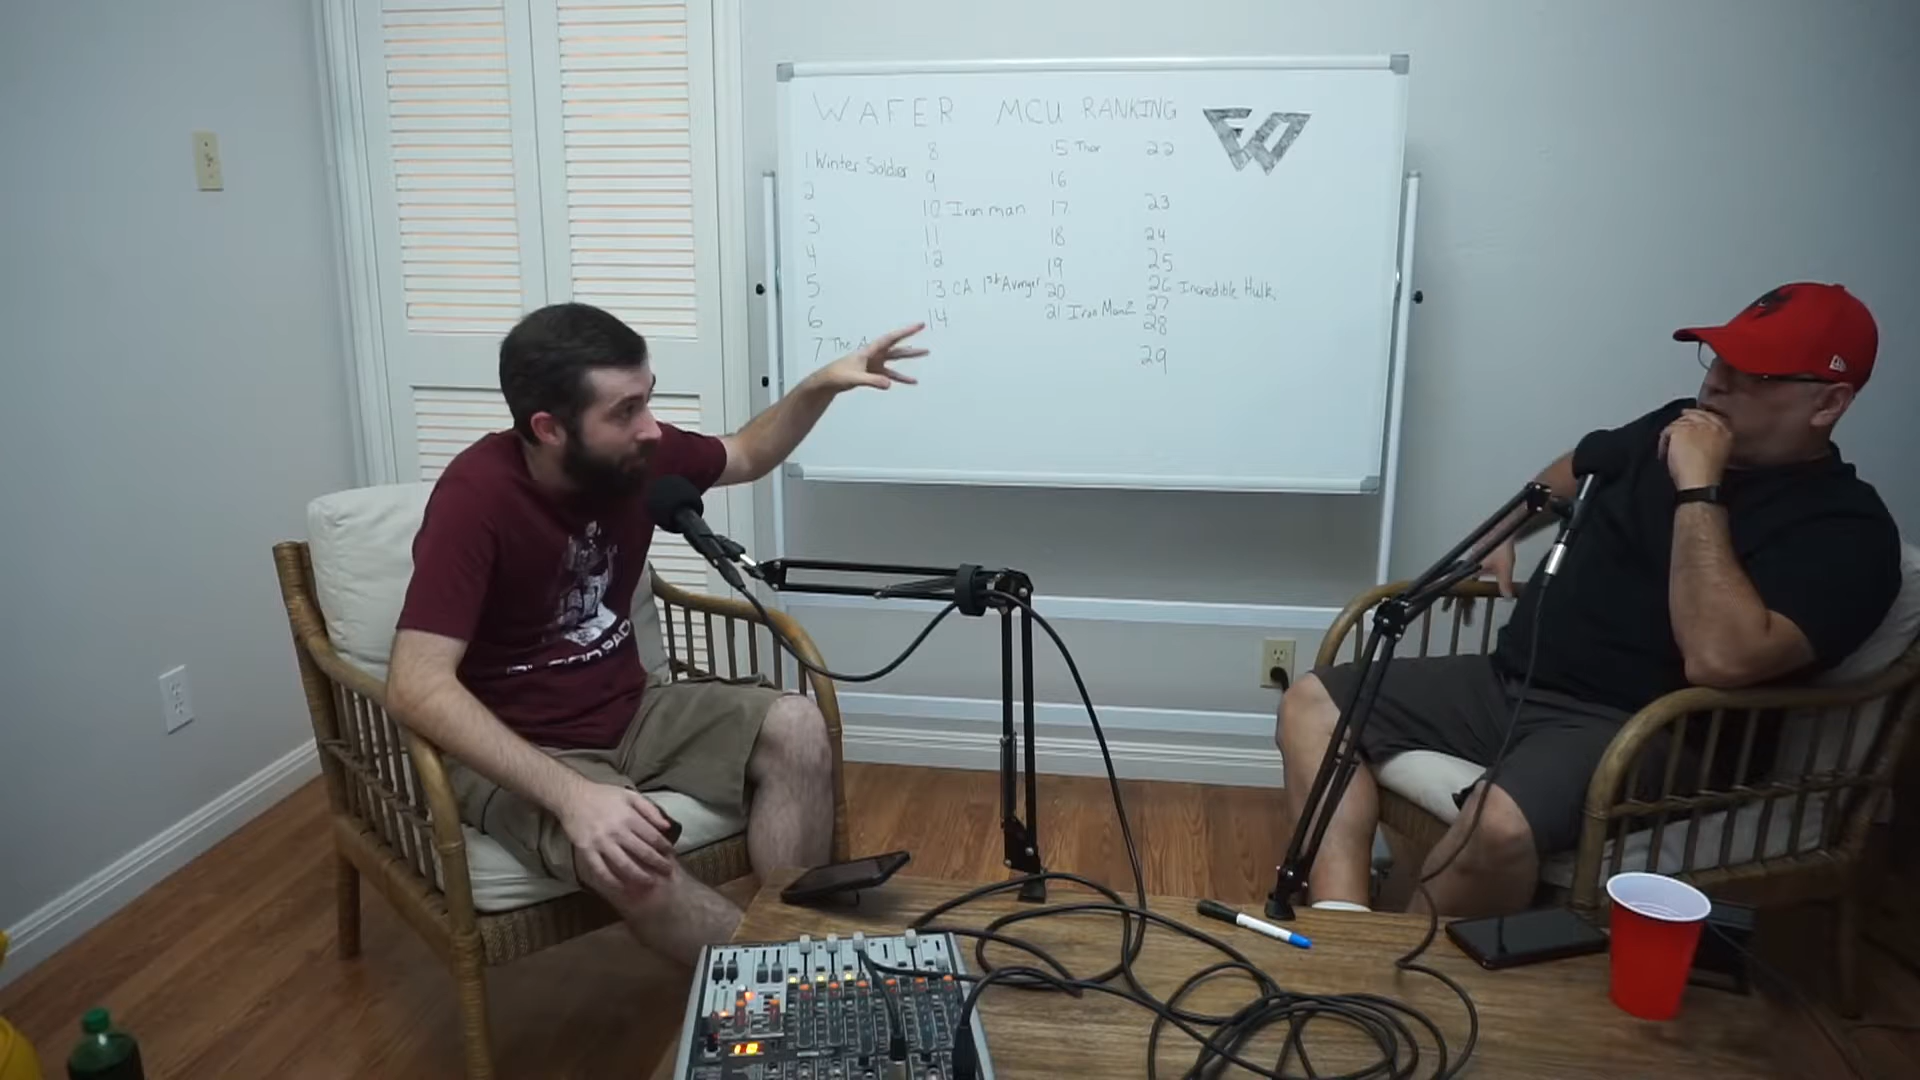 WAFER MCU RANKING
1 Winter Soldier
2
3
4
5
6
7 The
8
9
10 Iron man
11
12
13 CA 1st Avenger
14
15 Thor
16
17
18
19
20
21 Iron Man 2
22
23
24
25
26 Incredible Hulk
27
28
29
10